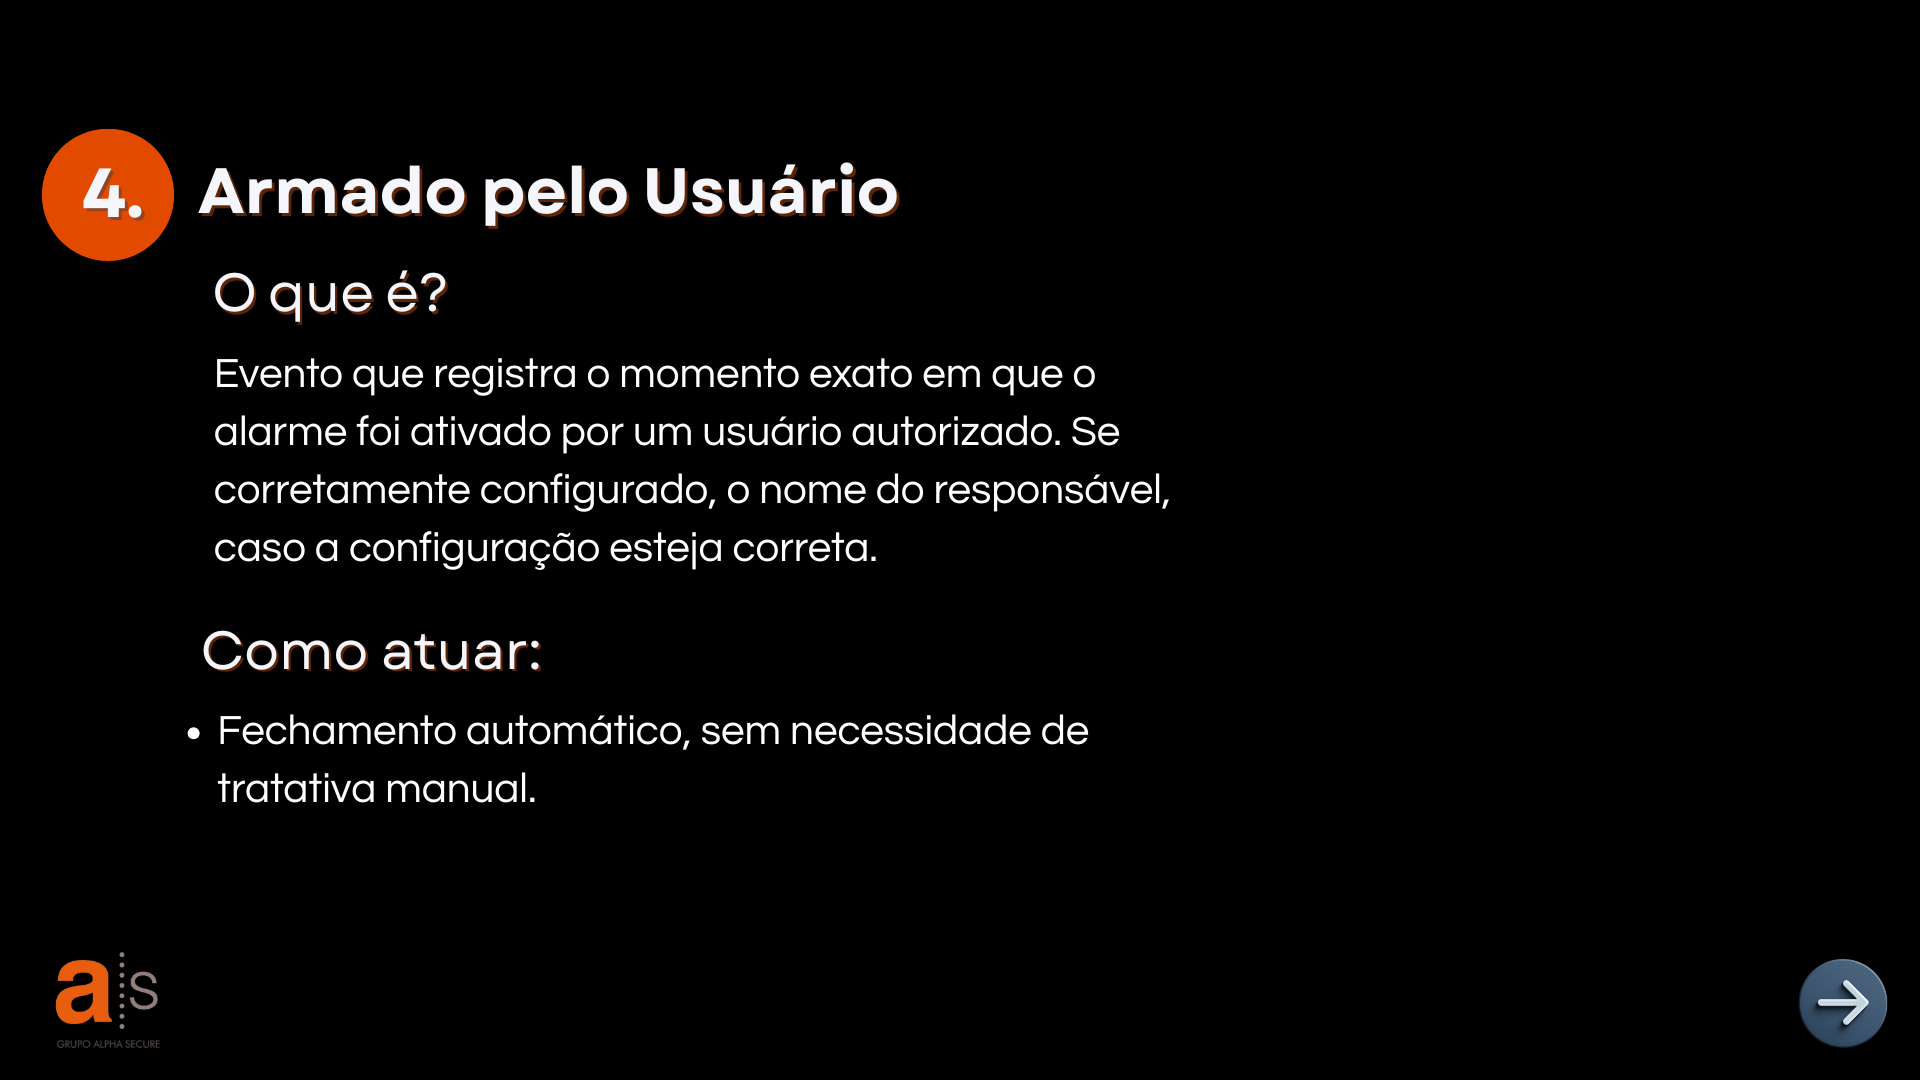 4. Armado pelo Usuário
O que é?
Evento que registra o momento exato em que o
alarme foi ativado por um usuário autorizado. Se
corretamente configurado, o nome do responsável,
caso a configuração esteja correta.
Como atuar:
• Fechamento automático, sem necessidade de
tratativa manual.
a s
GRUPO ALPHA SECURE